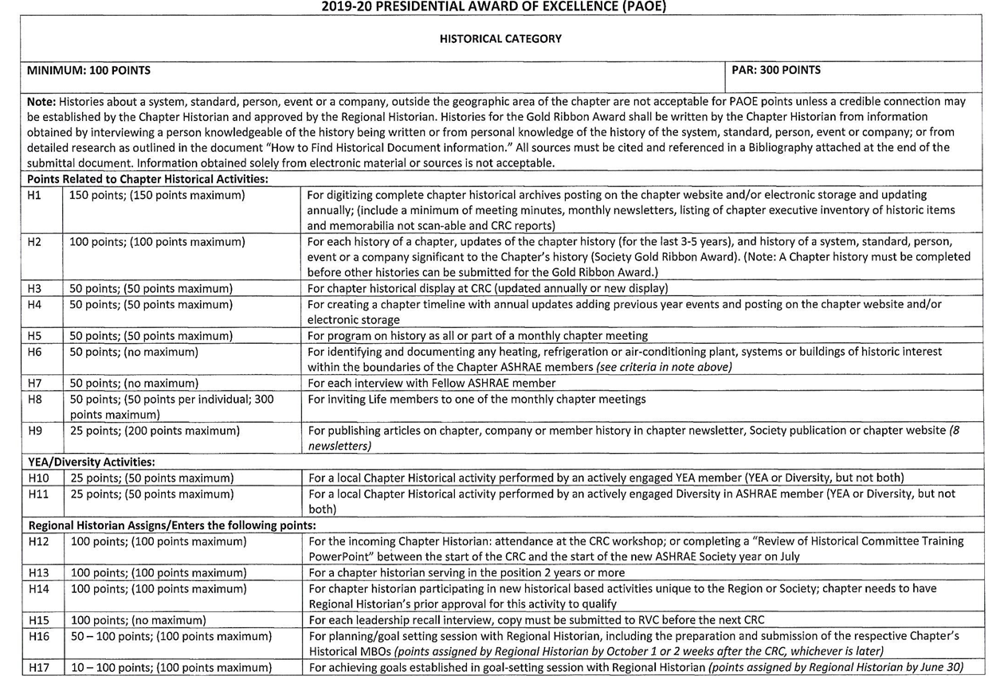 2019-20 PRESIDENTIAL AWARD OF EXCELLENCE (PAOE)
HISTORICAL CATEGORY
MINIMUM: 100 POINTS
PAR: 300 POINTS
Note: Histories about a system, standard, person, event or a company, outside the geographic area of the chapter are not acceptable for PAOE points unless a credible connection may
be established by the Chapter Historian and approved by the Regional Historian. Histories for the Gold Ribbon Award shall be written by the Chapter Historian from information
obtained by interviewing a person knowledgeable of the history being written or from personal knowledge of the history of the system, standard, person, event or company; or from
detailed research as outlined in the document “How to Find Historical Document information.” All sources must be cited and referenced in a Bibliography attached at the end of the
submittal document. Information obtained solely from electronic material or sources is not acceptable.
Points Related to Chapter Historical Activities:
H1 150 points; (150 points maximum) For digitizing complete chapter historical archives posting on the chapter website and/or electronic storage and updating
annually; (include a minimum of meeting minutes, monthly newsletters, listing of chapter executive inventory of historic items
and memorabilia not scan-able and CRC reports)
H2 100 points; (100 points maximum) For each history of a chapter, updates of the chapter history (for the last 3-5 years), and history of a system, standard, person,
event or a company significant to the Chapter’s history (Society Gold Ribbon Award). (Note: A Chapter history must be completed
before other histories can be submitted for the Gold Ribbon Award.)
H3 50 points; (50 points maximum) For chapter historical display at CRC (updated annually or new display)
H4 50 points; (50 points maximum) For creating a chapter timeline with annual updates adding previous year events and posting on the chapter website and/or
electronic storage
H5 50 points; (50 points maximum) For program on history as all or part of a monthly chapter meeting
H6 50 points; (no maximum) For identifying and documenting any heating, refrigeration or air-conditioning plant, systems or buildings of historic interest
within the boundaries of the Chapter ASHRAE members (see criteria in note above)
H7 50 points; (no maximum) For each interview with Fellow ASHRAE member
H8 50 points; (50 points per individual; 300 For inviting Life members to one of the monthly chapter meetings
points maximum)
H9 25 points; (200 points maximum) For publishing articles on chapter, company or member history in chapter newsletter, Society publication or chapter website (8
newsletters)
YEA/Diversity Activities:
H10 25 points; (50 points maximum) For a local Chapter Historical activity performed by an actively engaged YEA member (YEA or Diversity, but not both)
H11 25 points; (50 points maximum) For a local Chapter Historical activity performed by an actively engaged Diversity in ASHRAE member (YEA or Diversity, but not
both)
Regional Historian Assigns/Enters the following points:
H12 100 points; (100 points maximum) For the incoming Chapter Historian: attendance at the CRC workshop; or completing a “Review of Historical Committee Training
PowerPoint” between the start of the CRC and the start of the new ASHRAE Society year on July
H13 100 points; (100 points maximum) For a chapter historian serving in the position 2 years or more
H14 100 points; (100 points maximum) For chapter historian participating in new historical based activities unique to the Region or Society; chapter needs to have
Regional Historian’s prior approval for this activity to qualify
H15 100 points; (no maximum) For each leadership recall interview, copy must be submitted to RVC before the next CRC
H16 50 – 100 points; (100 points maximum) For planning/goal setting session with Regional Historian, including the preparation and submission of the respective Chapter’s
Historical MBOs (points assigned by Regional Historian by October 1 or 2 weeks after the CRC, whichever is later)
H17 10 – 100 points; (100 points maximum) For achieving goals established in goal-setting session with Regional Historian (points assigned by Regional Historian by June 30)